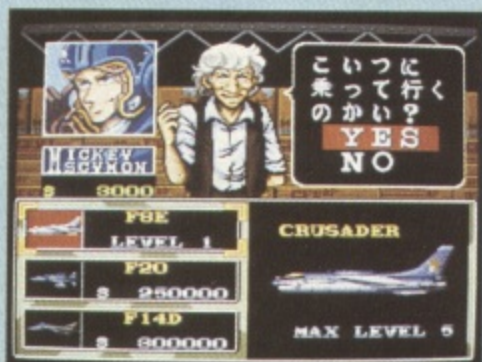 こいつに
乗って行く
のかい？
YES
NO
MICKEY
SCYMON
$ 3000
F8E
LEVEL 1
F20
$ 250000
F14D
$ 300000
CRUSADER
MAX LEVEL 5